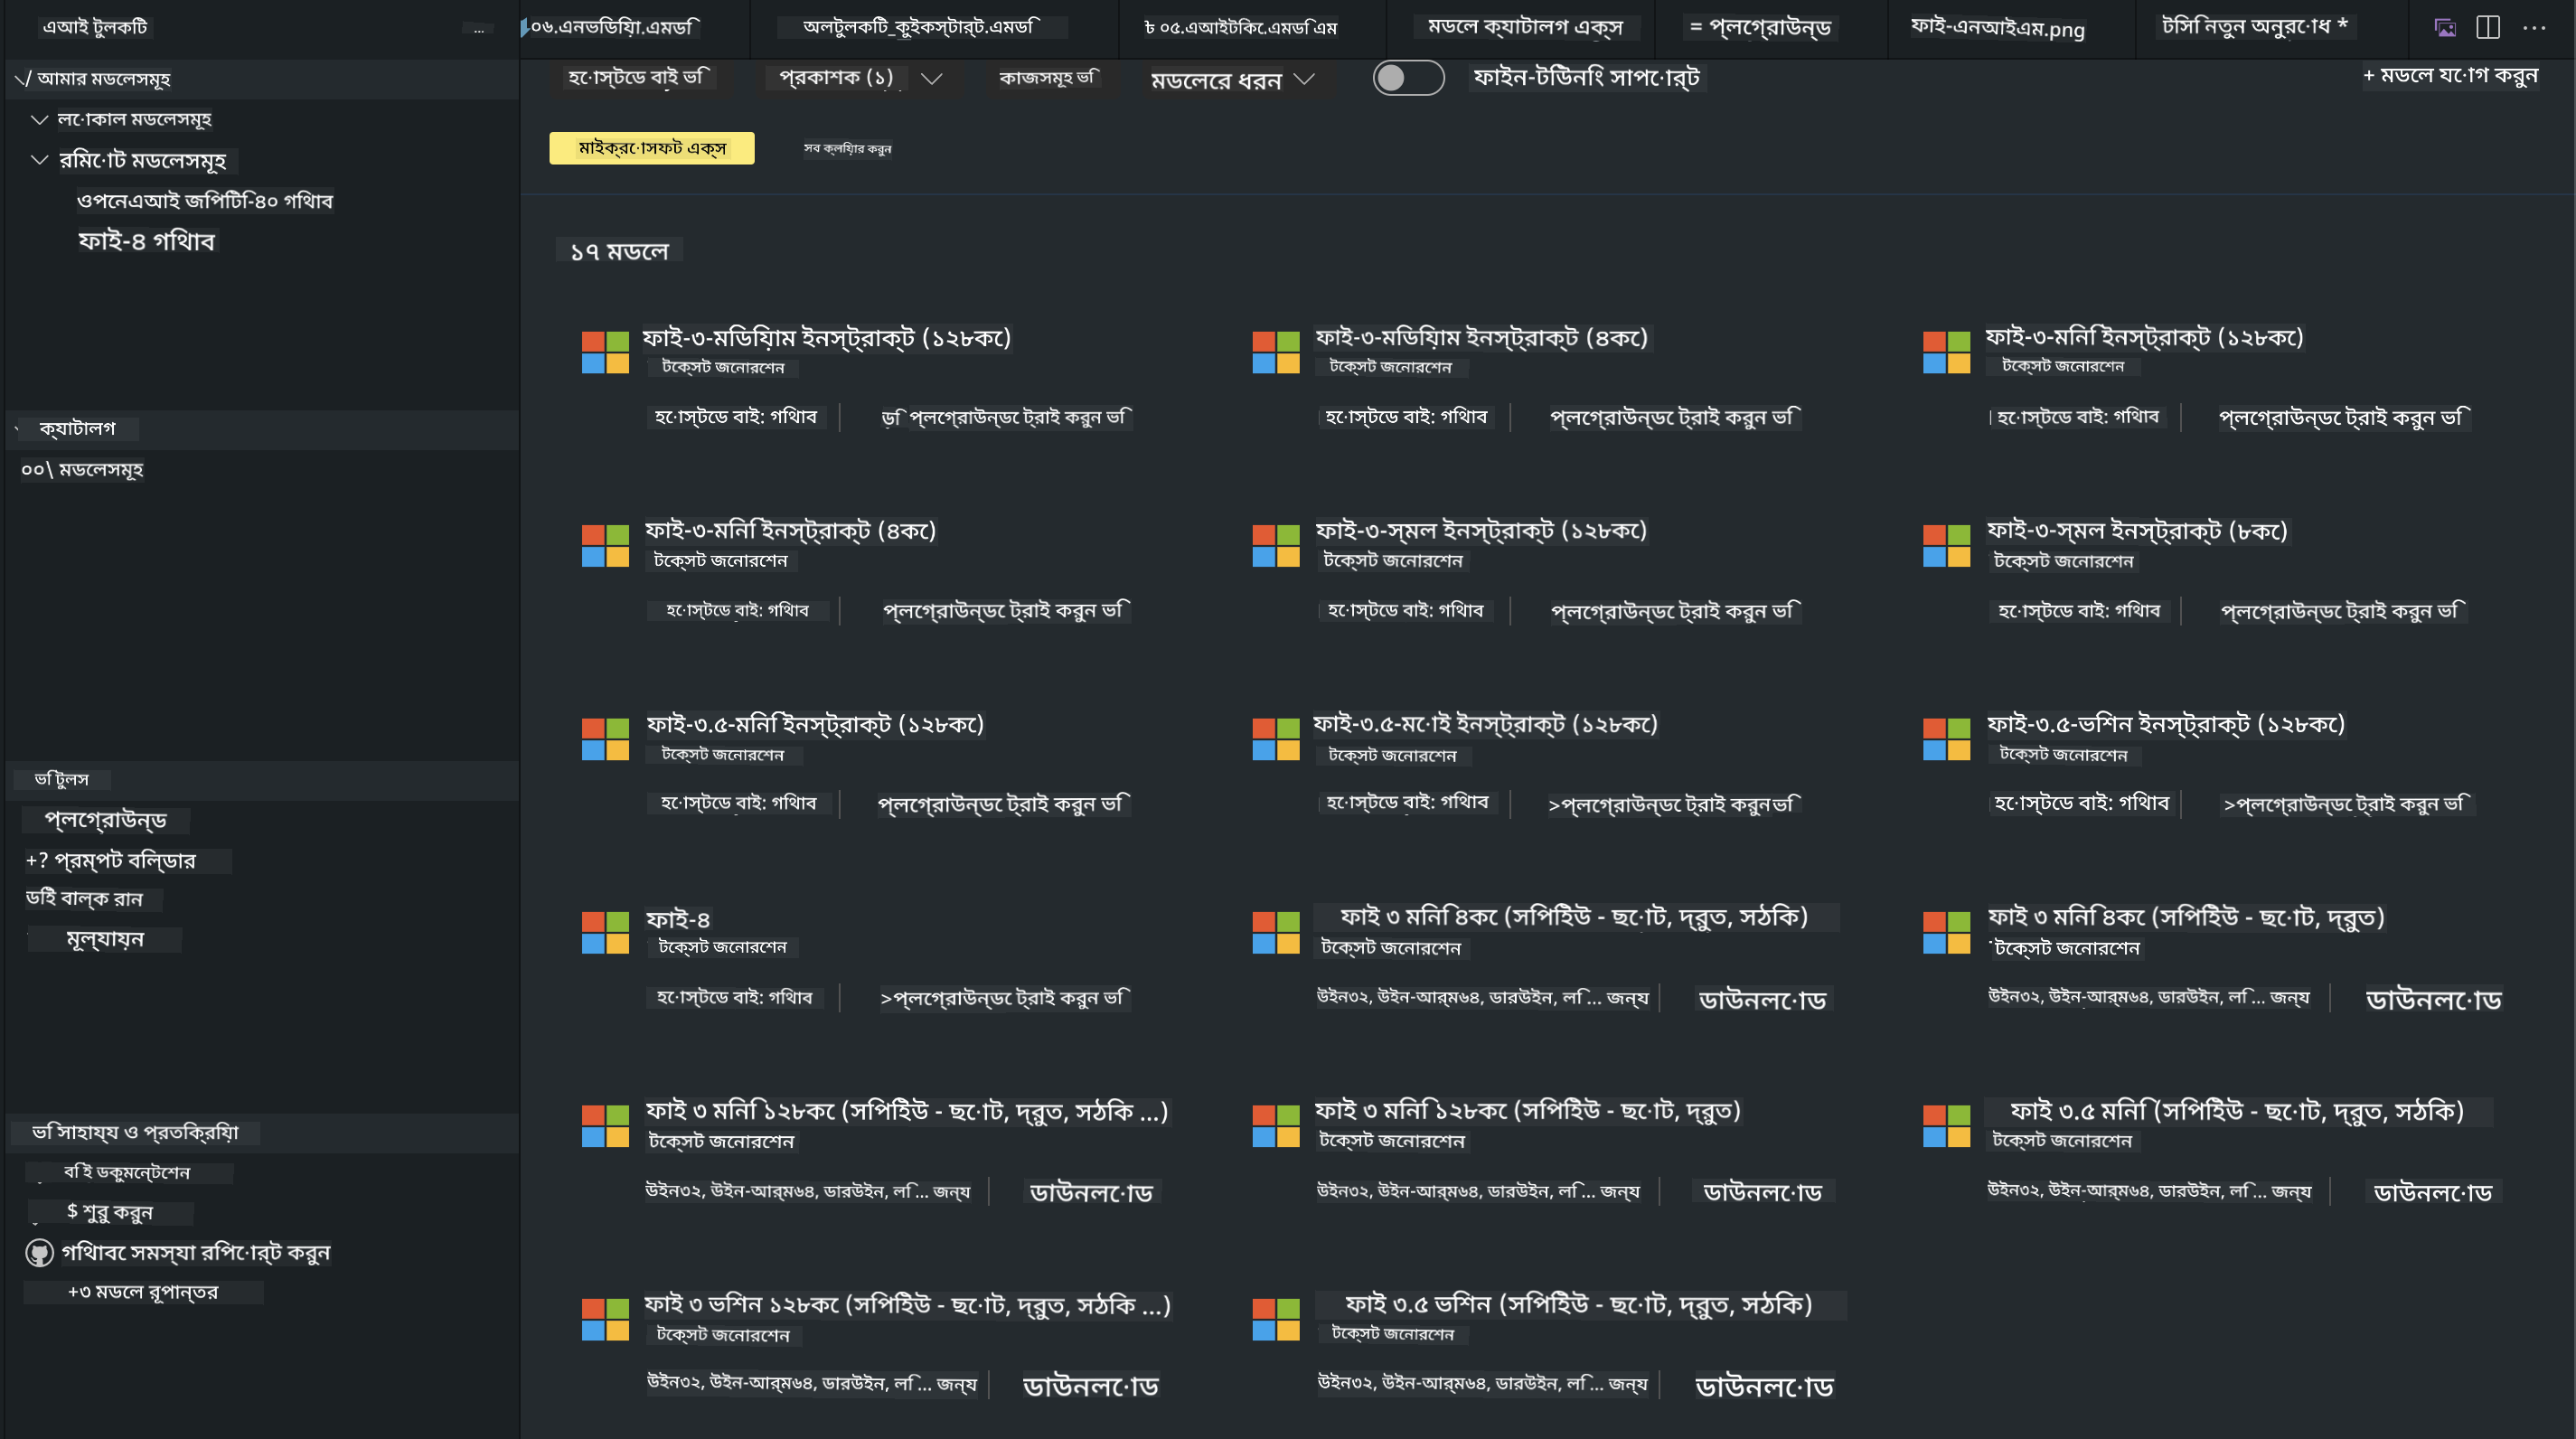 এআই টুলকিট
...
০৬.এনভিডিয়া.এমডি
অলটুলকিট_কুইকস্টার্ট.এমডি
৮ ০৫.এআইটিকে.এমডি এম
মডেল ক্যাটালগ এক্স
= প্লেগ্রাউন্ড
ফাই-এনআইএম.png
টিসি নতুন অনুরোধ *
আমার মডেলসমূহ
লোকাল মডেলসমূহ
রিমোট মডেলসমূহ
ওপেনএআই জিপিটি-৪০ গিথাব
ফাই-৪ গিথাব
ক্যাটালগ
০০\ মডেলসমূহ
ভি টুলস
প্লেগ্রাউন্ড
+? প্রম্পট বিল্ডার
ডিই বাল্ক রান
মূল্যায়ন
ভি সাহায্য ও প্রতিক্রিয়া
বিই ডকুমেন্টেশন
$ শুরু করুন
গিথাবে সমস্যা রিপোর্ট করুন
+৩ মডেল রূপান্তর
হোস্টেড বাই ভি
প্রকাশক (১)
কাজসমূহ ভি
মডেলের ধরন
ফাইন-টিউনিং সাপোর্ট
+ মডেল যোগ করুন
মাইক্রোসফট এক্স
সব ক্লিয়ার করুন
১৭ মডেল
ফাই-৩-মিডিয়াম ইনস্ট্রাক্ট (১২৮কে)
টেক্সট জেনারেশন
হোস্টেড বাই: গিথাব
ড্রি প্লেগ্রাউন্ডে ট্রাই করুন ভি
ফাই-৩-মিডিয়াম ইনস্ট্রাক্ট (৪কে)
টেক্সট জেনারেশন
হোস্টেড বাই: গিথাব
প্লেগ্রাউন্ডে ট্রাই করুন ভি
ফাই-৩-মিনি ইনস্ট্রাক্ট (১২৮কে)
টেক্সট জেনারেশন
হোস্টেড বাই: গিথাব
প্লেগ্রাউন্ডে ট্রাই করুন ভি
ফাই-৩-মিনি ইনস্ট্রাক্ট (৪কে)
টেক্সট জেনারেশন
হোস্টেড বাই: গিথাব
প্লেগ্রাউন্ডে ট্রাই করুন ভি
ফাই-৩-স্মল ইনস্ট্রাক্ট (১২৮কে)
টেক্সট জেনারেশন
হোস্টেড বাই: গিথাব
প্লেগ্রাউন্ডে ট্রাই করুন ভি
ফাই-৩-স্মল ইনস্ট্রাক্ট (৮কে)
টেক্সট জেনারেশন
হোস্টেড বাই: গিথাব
প্লেগ্রাউন্ডে ট্রাই করুন ভি
ফাই-৩.৫-মিনি ইনস্ট্রাক্ট (১২৮কে)
টেক্সট জেনারেশন
হোস্টেড বাই: গিথাব
প্লেগ্রাউন্ডে ট্রাই করুন ভি
ফাই-৩.৫-মোই ইনস্ট্রাক্ট (১২৮কে)
টেক্সট জেনারেশন
হোস্টেড বাই: গিথাব
>প্লেগ্রাউন্ডে ট্রাই করুন ভি
ফাই-৩.৫-ভিশন ইনস্ট্রাক্ট (১২৮কে)
টেক্সট জেনারেশন
হোস্টেড বাই: গিথাব
>প্লেগ্রাউন্ডে ট্রাই করুন ভি
ফাই-৪
টেক্সট জেনারেশন
হোস্টেড বাই: গিথাব
>প্লেগ্রাউন্ডে ট্রাই করুন ভি
ফাই ৩ মিনি ৪কে (সিপিইউ - ছোট, দ্রুত, সঠিক)
টেক্সট জেনারেশন
উইন৩২, উইন-আর্ম৬৪, ডারউইন, লি... জন্য
ডাউনলোড
ফাই ৩ মিনি ৪কে (সিপিইউ - ছোট, দ্রুত)
টেক্সট জেনারেশন
উইন৩২, উইন-আর্ম৬৪, ডারউইন, লি... জন্য
ডাউনলোড
ফাই ৩ মিনি ১২৮কে (সিপিইউ - ছোট, দ্রুত, সঠিক ...)
টেক্সট জেনারেশন
উইন৩২, উইন-আর্ম৬৪, ডারউইন, লি... জন্য
ডাউনলোড
ফাই ৩ মিনি ১২৮কে (সিপিইউ - ছোট, দ্রুত)
টেক্সট জেনারেশন
উইন৩২, উইন-আর্ম৬৪, ডারউইন, লি... জন্য
ডাউনলোড
ফাই ৩.৫ মিনি (সিপিইউ - ছোট, দ্রুত, সঠিক)
টেক্সট জেনারেশন
উইন৩২, উইন-আর্ম৬৪, ডারউইন, লি... জন্য
ডাউনলোড
ফাই ৩ ভিশন ১২৮কে (সিপিইউ - ছোট, দ্রুত, সঠিক ...)
টেক্সট জেনারেশন
উইন৩২, উইন-আর্ম৬৪, ডারউইন, লি... জন্য
ডাউনলোড
ফাই ৩.৫ ভিশন (সিপিইউ - ছোট, দ্রুত, সঠিক)
টেক্সট জেনারেশন
উইন৩২, উইন-আর্ম৬৪, ডারউইন, লি... জন্য
ডাউনলোড